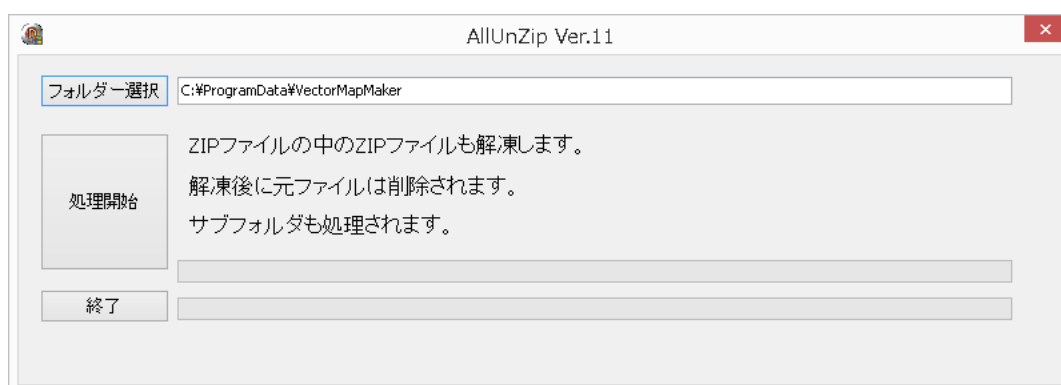 AllUnZip Ver.11
フォルダー選択 C:¥ProgramData¥VectorMapMaker
ZIPファイルの中のZIPファイルも解凍します。
処理開始
解凍後に元ファイルは削除されます。
サブフォルダも処理されます。
終了